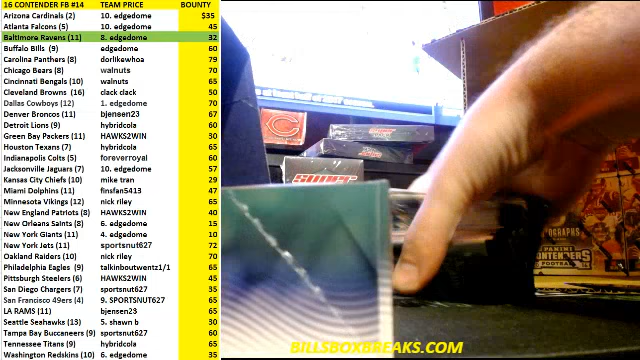 16 CONTENDER FB #14 TEAM PRICE BOUNTY
Arizona Cardinals (2) 10. edgedome $35
Atlanta Falcons (5) 10. edgedome 45
Baltimore Ravens (11) 8. edgedome 32
Buffalo Bills (9) edgedome 60
Carolina Panthers (8) dorlikewhoa 79
Chicago Bears (8) walnuts 70
Cincinnati Bengals (10) walnuts 65
Cleveland Browns (16) clack clack 50
Dallas Cowboys (12) 1. edgedome 70
Denver Broncos (11) bjensen23 67
Detroit Lions (9) hybridcola 60
Green Bay Packers (11) HAWKS2WIN 30
Houston Texans (7) hybridcola 65
Indianapolis Colts (5) foreverroyal 60
Jacksonville Jaguars (7) 10. edgedome 57
Kansas City Chiefs (10) mike tran 29
Miami Dolphins (11) finsfan5413 47
Minnesota Vikings (12) nick riley 65
New England Patriots (8) HAWKS2WIN 40
New Orleans Saints (8) 6. edgedome 15
New York Giants (11) 4. edgedome 10
New York Jets (11) sportsnut627 72
Oakland Raiders (10) nick riley 70
Philadelphia Eagles (9) talkinboutwentz1/1 65
Pittsburgh Steelers (6) HAWKS2WIN 45
San Diego Chargers (7) sportsnut627 35
San Francisco 49ers (4) 9. SPORTSNUT627 65
LA RAMS (11) bjensen23 65
Seattle Seahawks (13) 5. shawn b 30
Tampa Bay Buccaneers (9) sportsnut627 60
Tennessee Titans (9) hybridcola 65
Washington Redskins (10) 6. edgedome 35
PANINI
CONTENDERS
FOOTBALL
BILLSBOXBREAKS.COM